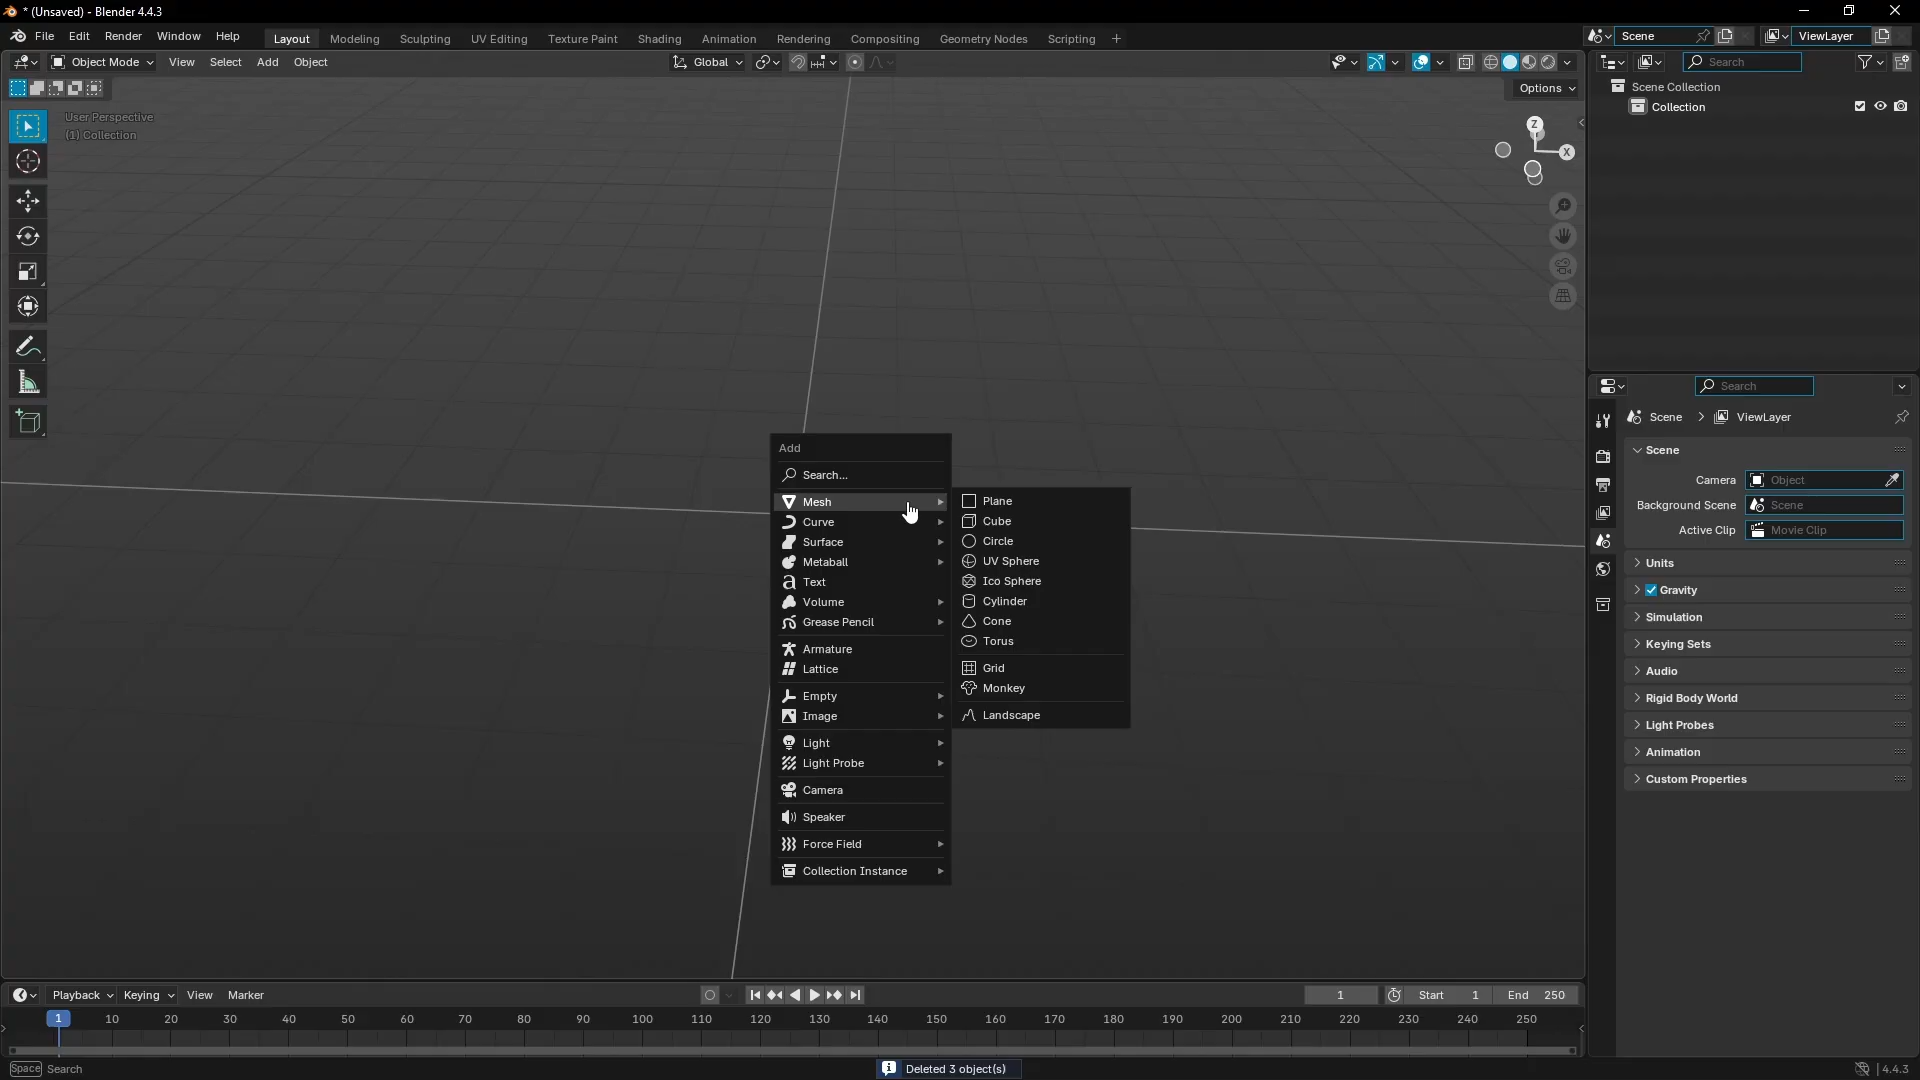 * (Unsaved) - Blender 4.4.3
File Edit Render Window Help Layout Modeling Sculpting UV Editing Texture Paint Shading Animation Rendering Compositing Geometry Nodes Scripting + Scene ViewLayer
Object Mode View Select Add Object Global Search
Options
User Perspective
(1) Collection
Z
X
Scene Collection
Collection
Add
Search...
Mesh
Curve
Surface
Metaball
Text
Volume
Grease Pencil
Armature
Lattice
Empty
Image
Light
Light Probe
Camera
Speaker
Force Field
Collection Instance
Plane
Cube
Circle
UV Sphere
Ico Sphere
Cylinder
Cone
Torus
Grid
Monkey
Landscape
Search
Scene > ViewLayer
Scene
Camera Object
Background Scene Scene
Active Clip Movie Clip
Units
Gravity
Simulation
Keying Sets
Audio
Rigid Body World
Light Probes
Animation
Custom Properties
Playback Keying View Marker 1 Start 1 End 250
1 10 20 30 40 50 60 70 80 90 100 110 120 130 140 150 160 170 180 190 200 210 220 230 240 250
Space Search Deleted 3 object(s) 4.4.3